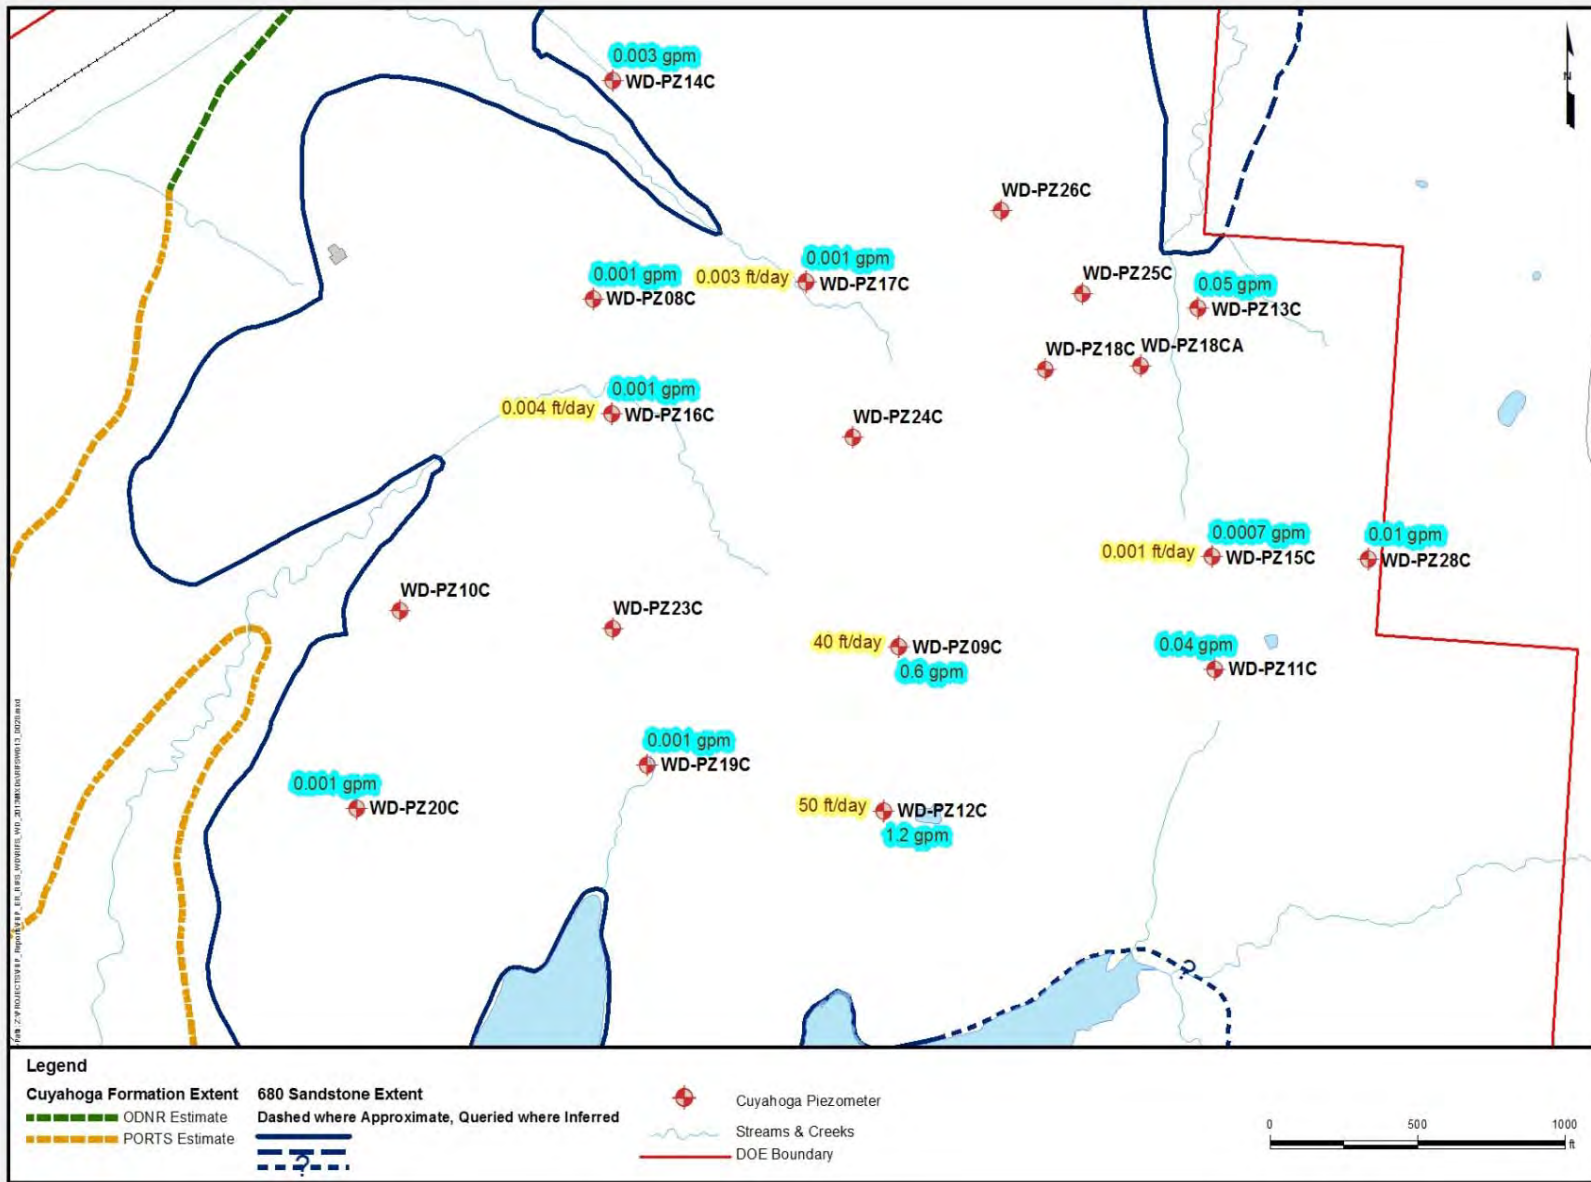 0.003 gpm
WD-PZ14C
N
WD-PZ26C
0.001 gpm
0.001 gpm
0.003 ft/day
WD-PZ17C
WD-PZ08C
WD-PZ25C
0.05 gpm
WD-PZ13C
WD-PZ18C
WD-PZ18CA
0.001 gpm
0.004 ft/day
WD-PZ16C
WD-PZ24C
0.0007 gpm
0.01 gpm
0.001 ft/day
WD-PZ15C
WD-PZ28C
WD-PZ10C
WD-PZ23C
40 ft/day
WD-PZ09C
0.6 gpm
0.04 gpm
WD-PZ11C
0.001 gpm
WD-PZ19C
0.001 gpm
WD-PZ20C
50 ft/day
WD-PZ12C
1.2 gpm
?
Legend
Cuyahoga Formation Extent
ODNR Estimate
PORTS Estimate
680 Sandstone Extent
Dashed where Approximate, Queried where Inferred
?
Cuyahoga Piezometer
Streams & Creeks
DOE Boundary
0 500 1000
ft